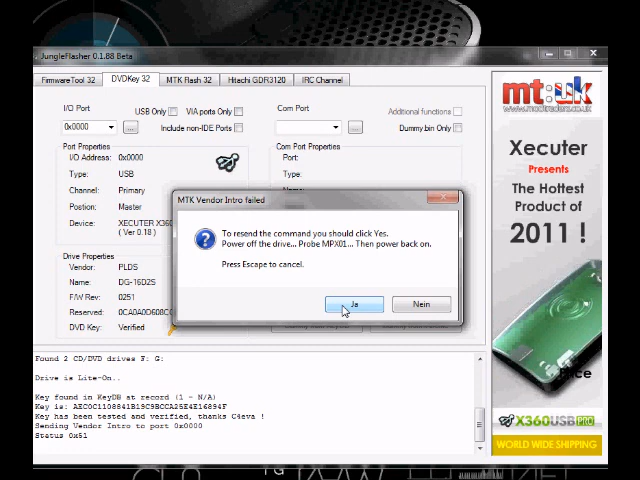 JungleFlasher 0.1.88 Beta
FirmwareTool 32
DVDKey 32
MTK Flash 32
Hitachi GDR3120
IRC Channel
I/O Port
USB Only
VIA ports Only
Com Port
Additional functions
0x0000
...
Include non-IDE Ports
...
Dummy.bin Only
Port Properties
Com Port Properties
I/O Address: 0x0000
Port:
Type: USB
Type:
Channel: Primary
Postion: Master
Device: XECUTER X360
( Ver 0.18 )
Drive Properties
Vendor: PLDS
Name: DG-16D2S
F/W Rev: 0251
Reserved: 0CA0A0D608C
DVD Key: Verified
MTK Vendor Intro failed
To resend the command you should click Yes.
Power off the drive... Probe MPX01... Then power back on.
Press Escape to cancel.
Ja
Nein
Found 2 CD/DVD drives F: G:
Drive is Lite-On..
Key found in KeyDB at record (1 - N/A)
Key is: AEC0C1108841B19C9BCCA25E4E16894F
Key has been tested and verified, thanks C4eva !
Sending Vendor Intro to port 0x0000
Status 0x51
mt:uk
www.modtraders.co.uk
Xecuter
Presents
The Hottest
Product of
2011 !
X360USB PRO
WORLD WIDE SHIPPING